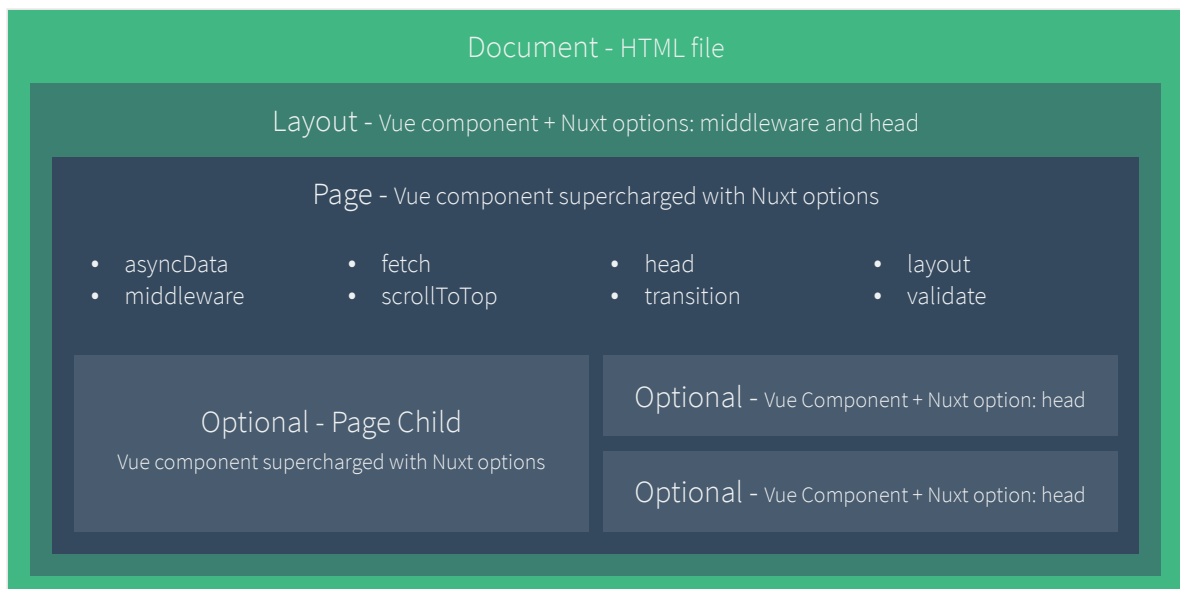 Document - HTML file
Layout - Vue component + Nuxt options: middleware and head
Page - Vue component supercharged with Nuxt options
• asyncData • fetch • head • layout
• middleware • scrollToTop • transition • validate
Optional - Page Child
Vue component supercharged with Nuxt options
Optional - Vue Component + Nuxt option: head
Optional - Vue Component + Nuxt option: head